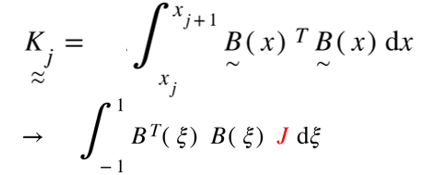 K_j = ∫_{x_j}^{x_{j+1}} B(x)^T B(x) dx
→ ∫_{-1}^{1} B^T(ξ) B(ξ) J dξ